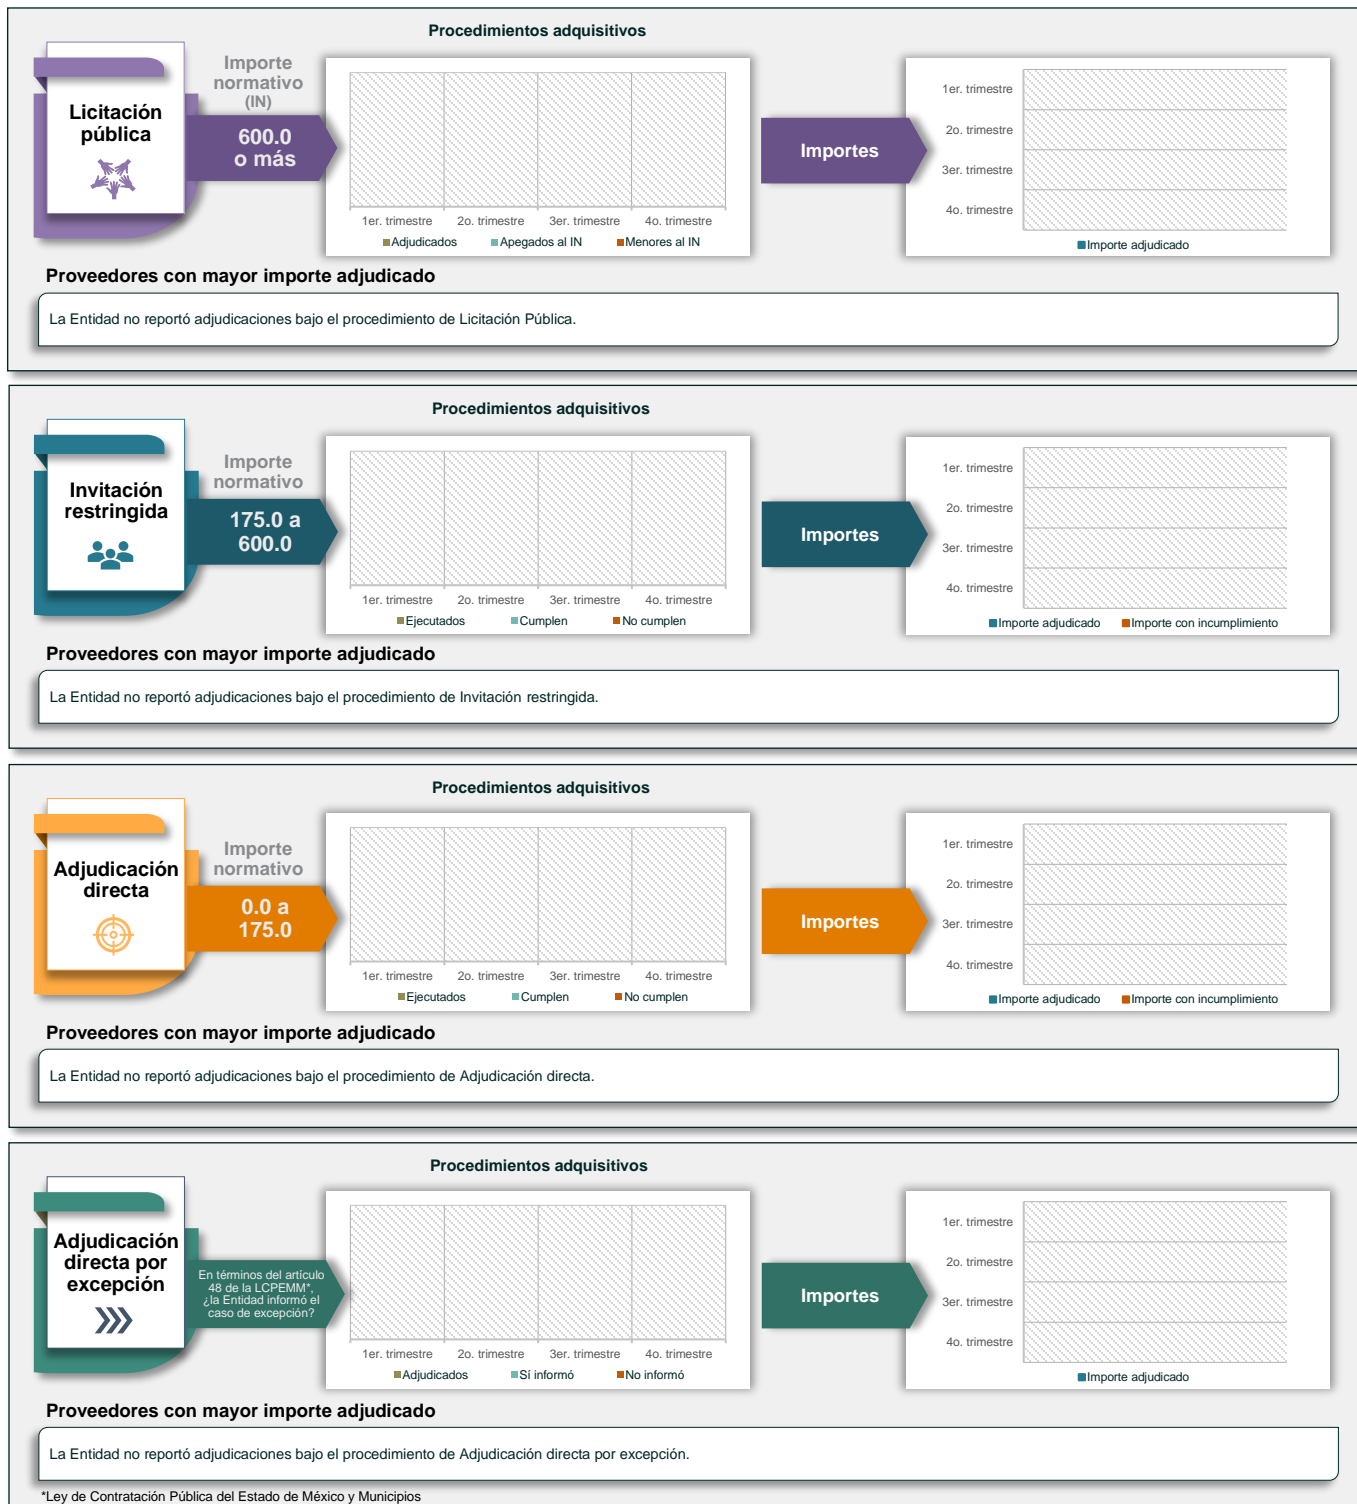 Procedimientos adquisitivos
Licitación
pública
Importe
normativo
(IN)
600.0
o más
1er. trimestre 2o. trimestre 3er. trimestre 4o. trimestre
Adjudicados Apegados al IN Menores al IN
Importes
1er. trimestre
2o. trimestre
3er. trimestre
4o. trimestre
Importe adjudicado
Proveedores con mayor importe adjudicado
La Entidad no reportó adjudicaciones bajo el procedimiento de Licitación Pública.
Procedimientos adquisitivos
Invitación
restringida
Importe
normativo
175.0 a
600.0
1er. trimestre 2o. trimestre 3er. trimestre 4o. trimestre
Ejecutados Cumplen No cumplen
Importes
1er. trimestre
2o. trimestre
3er. trimestre
4o. trimestre
Importe adjudicado Importe con incumplimiento
Proveedores con mayor importe adjudicado
La Entidad no reportó adjudicaciones bajo el procedimiento de Invitación restringida.
Procedimientos adquisitivos
Adjudicación
directa
Importe
normativo
0.0 a
175.0
1er. trimestre 2o. trimestre 3er. trimestre 4o. trimestre
Ejecutados Cumplen No cumplen
Importes
1er. trimestre
2o. trimestre
3er. trimestre
4o. trimestre
Importe adjudicado Importe con incumplimiento
Proveedores con mayor importe adjudicado
La Entidad no reportó adjudicaciones bajo el procedimiento de Adjudicación directa.
Procedimientos adquisitivos
Adjudicación
directa por
excepción
En términos del artículo
48 de la LCPEMM*,
¿la Entidad informó el
caso de excepción?
1er. trimestre 2o. trimestre 3er. trimestre 4o. trimestre
Adjudicados Sí informó No informó
Importes
1er. trimestre
2o. trimestre
3er. trimestre
4o. trimestre
Importe adjudicado
Proveedores con mayor importe adjudicado
La Entidad no reportó adjudicaciones bajo el procedimiento de Adjudicación directa por excepción.
*Ley de Contratación Pública del Estado de México y Municipios